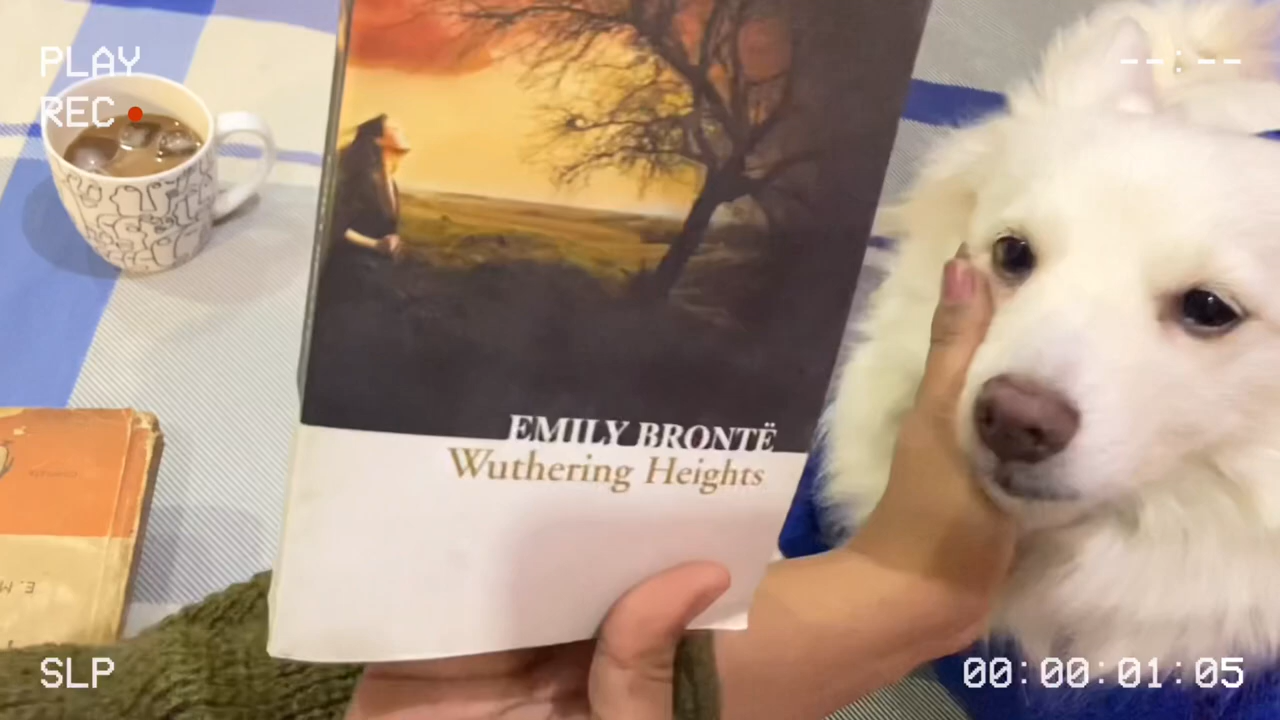 PLAY
--:--
REC
EMILY BRONTË
Wuthering Heights
E. M
SLP
00:00:01:05